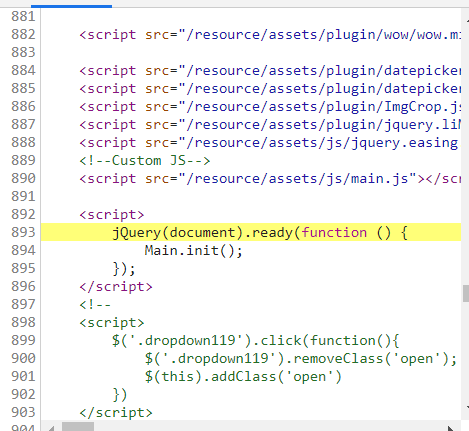 881
882 <script src="/resource/assets/plugin/wow/wow.mi
883
884 <script src="/resource/assets/plugin/datepicker
885 <script src="/resource/assets/plugin/datepicker
886 <script src="/resource/assets/plugin/ImgCrop.js
887 <script src="/resource/assets/plugin/jquery.liM
888 <script src="/resource/assets/js/jquery.easing
889 <!--Custom JS-->
890 <script src="/resource/assets/js/main.js"></scr
891
892 <script>
893 jQuery(document).ready(function () {
894 Main.init();
895 });
896 </script>
897 <!--
898 <script>
899 $('.dropdown119').click(function(){
900 $('.dropdown119').removeClass('open');
901 $(this).addClass('open')
902 })
903 </script>
904